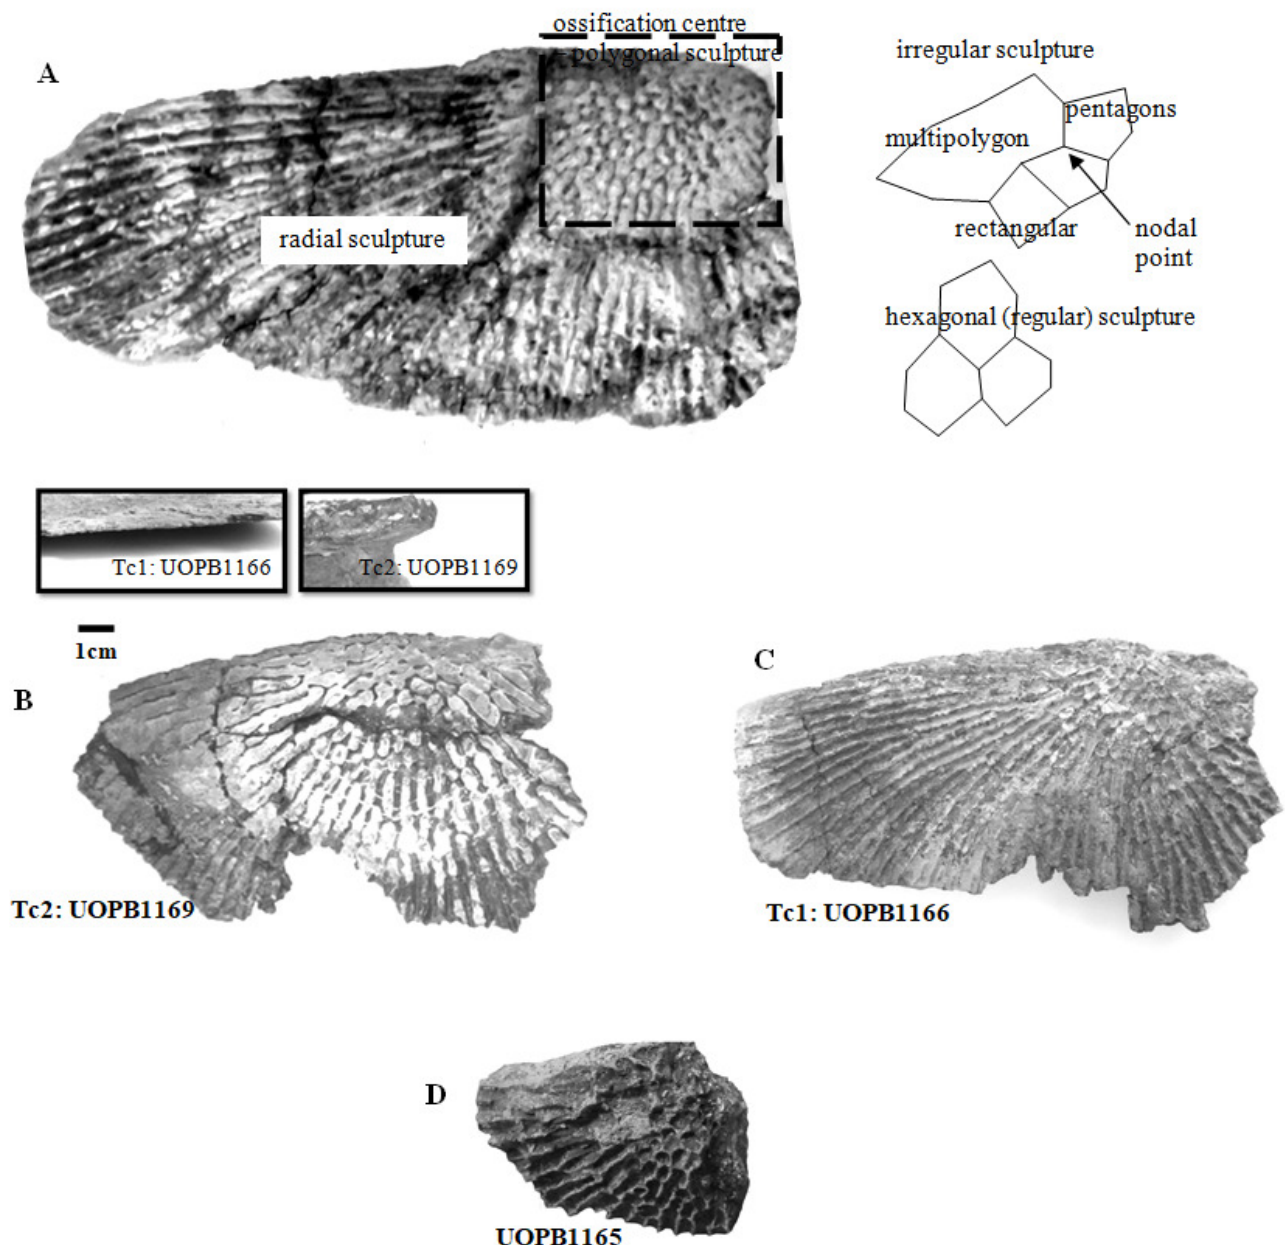 ossification centre
– polygonal sculpture
A
radial sculpture
irregular sculpture
pentagons
multipolygon
rectangular
nodal
point
hexagonal (regular) sculpture
Tc1: UOPB1166
Tc2: UOPB1169
1cm
B
Tc2: UOPB1169
C
Tc1: UOPB1166
D
UOPB1165